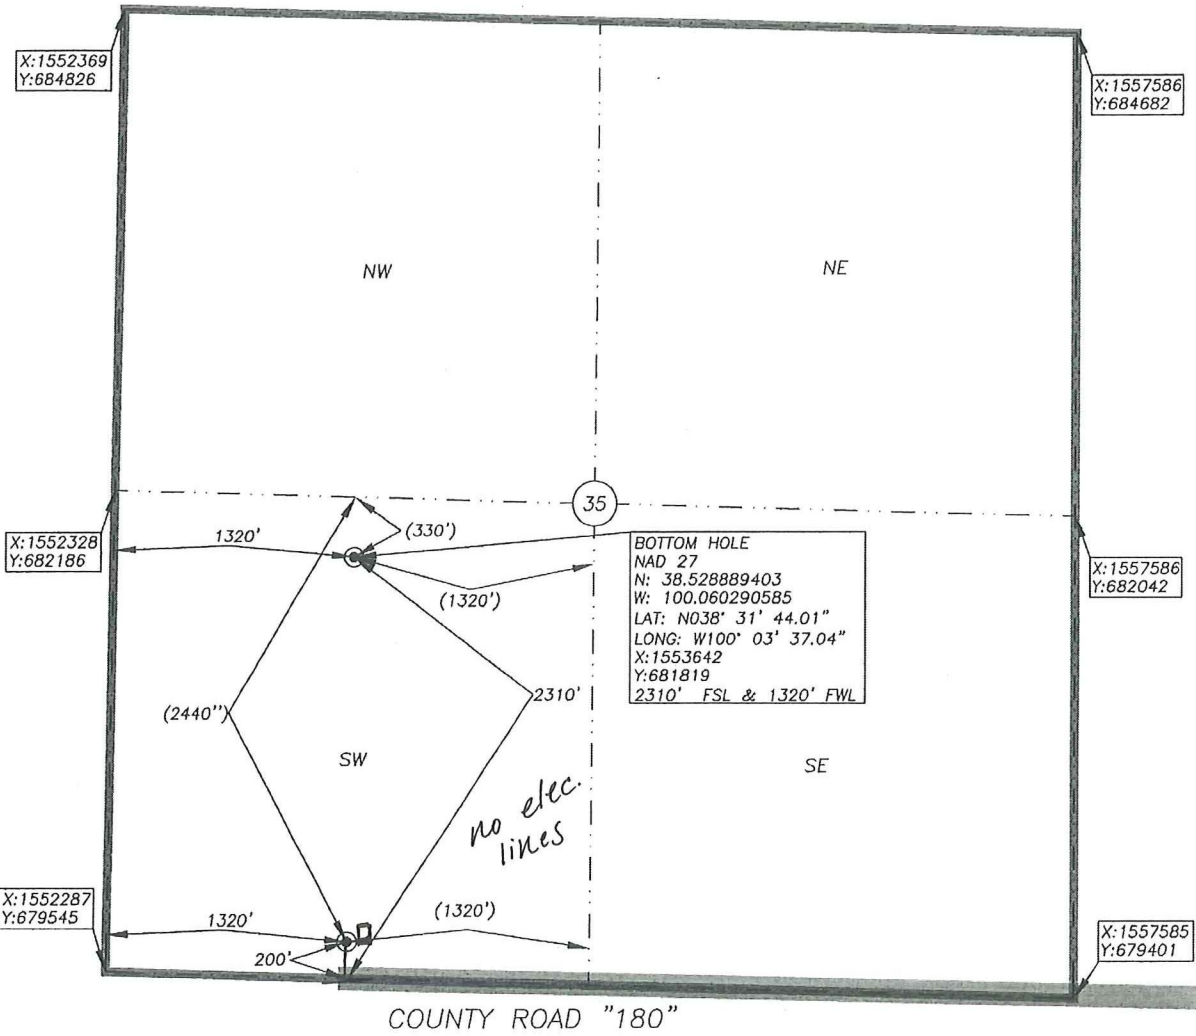 X:1552369
Y:684826
X:1557586
Y:684682
NW
NE
35
X:1552328
Y:682186
1320'
(330')
(1320')
BOTTOM HOLE
NAD 27
N: 38.528889403
W: 100.060290585
LAT: N038° 31' 44.01"
LONG: W100° 03' 37.04"
X:1553642
Y:681819
2310' FSL & 1320' FWL
X:1557586
Y:682042
(2440'')
2310'
SW
SE
no elec.
lines
X:1552287
Y:679545
1320'
(1320')
200'
X:1557585
Y:679401
COUNTY ROAD "180"